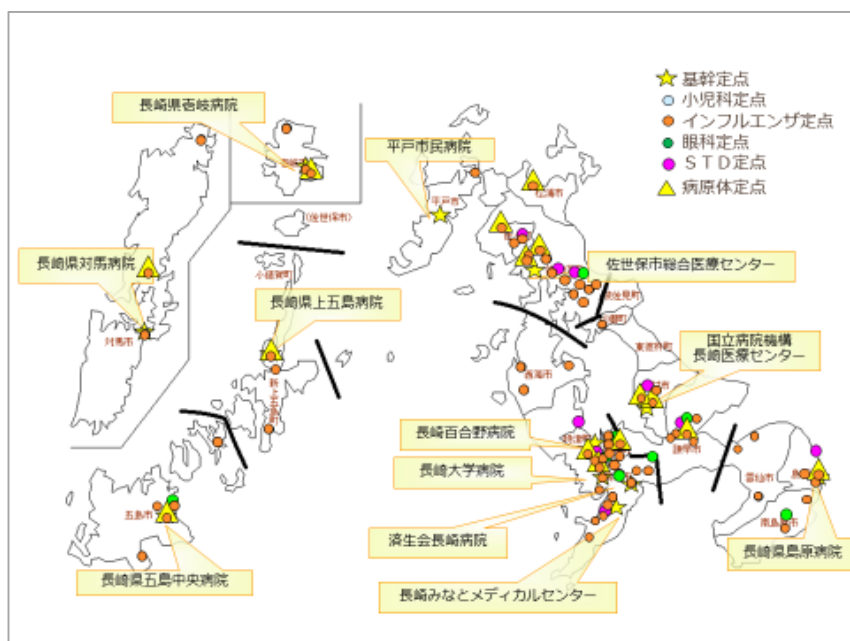 基幹定点
小児科定点
インフルエンザ定点
眼科定点
ＳＴＤ定点
病原体定点
長崎県壱岐病院
平戸市民病院
松浦市
平戸市
(佐世保市)
小値賀町
長崎県対馬病院
対馬市
佐世保市総合医療センター
長崎県上五島病院
新上五島町
国立病院機構
長崎医療センター
西海市
長崎百合野病院
長崎大学病院
諫早市
雲仙市
五島市
済生会長崎病院
長崎県島原病院
長崎県五島中央病院
長崎みなとメディカルセンター